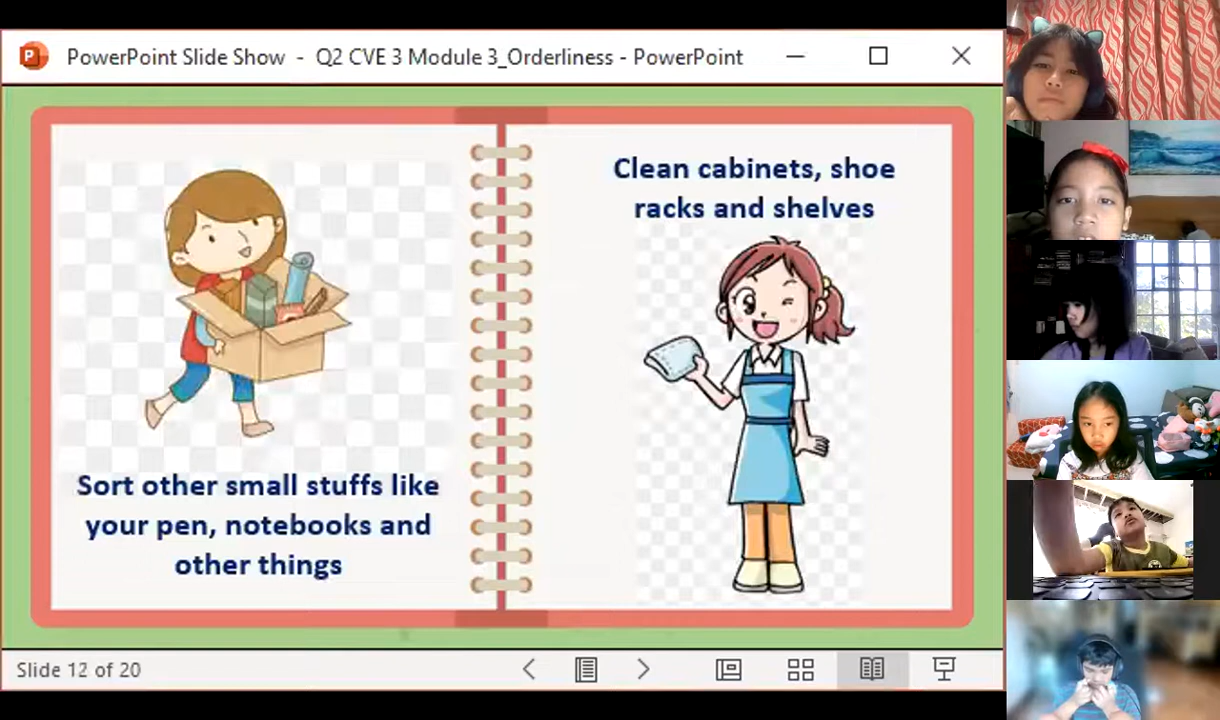 PowerPoint Slide Show - Q2 CVE 3 Module 3_Orderliness - PowerPoint
Sort other small stuffs like
your pen, notebooks and
other things
Clean cabinets, shoe
racks and shelves
Slide 12 of 20